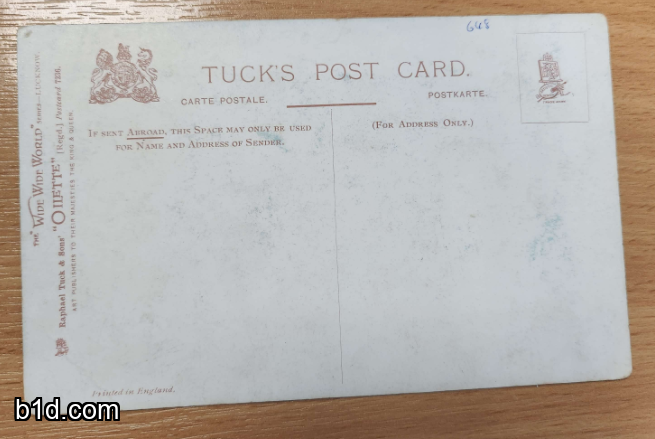 648
TUCK'S POST CARD.
CARTE POSTALE.
POSTKARTE.
IF SENT ABROAD, THIS SPACE MAY ONLY BE USED
FOR NAME AND ADDRESS OF SENDER.
(FOR ADDRESS ONLY.)
THE "WIDE WIDE WORLD" SERIES—LUCKNOW.
Raphael Tuck & Sons' "OILETTE" (Regd.) Postcard 7236.
ART PUBLISHERS TO THEIR MAJESTIES THE KING & QUEEN.
Printed in England.
b1d.com